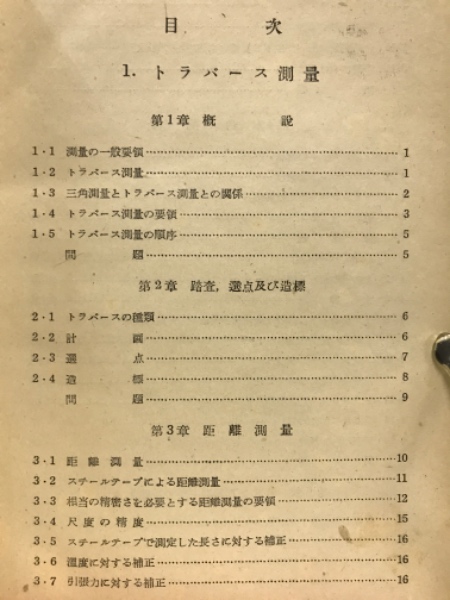 目　次
1. トラバース測量
第1章 概　　説
1・1 測量の一般要領 …… 1
1・2 トラバース測量 …… 1
1・3 三角測量とトラバース測量との関係 …… 2
1・4 トラバース測量の要領 …… 3
1・5 トラバース測量の順序 …… 5
問　　題 …… 5
第2章 踏査，選点及び造標
2・1 トラバースの種類 …… 6
2・2 計　　画 …… 6
2・3 選　　点 …… 7
2・4 造　　標 …… 8
問　　題 …… 9
第3章 距 離 測 量
3・1 距 離 測 量 …… 10
3・2 スチールテープによる距離測量 …… 11
3・3 相当の精密さを必要とする距離測量の要領 …… 12
3・4 尺度の精度 …… 15
3・5 スチールテープで測定した長さに対する補正 …… 16
3・6 温度に対する補正 …… 16
3・7 引張力に対する補正 …… 16